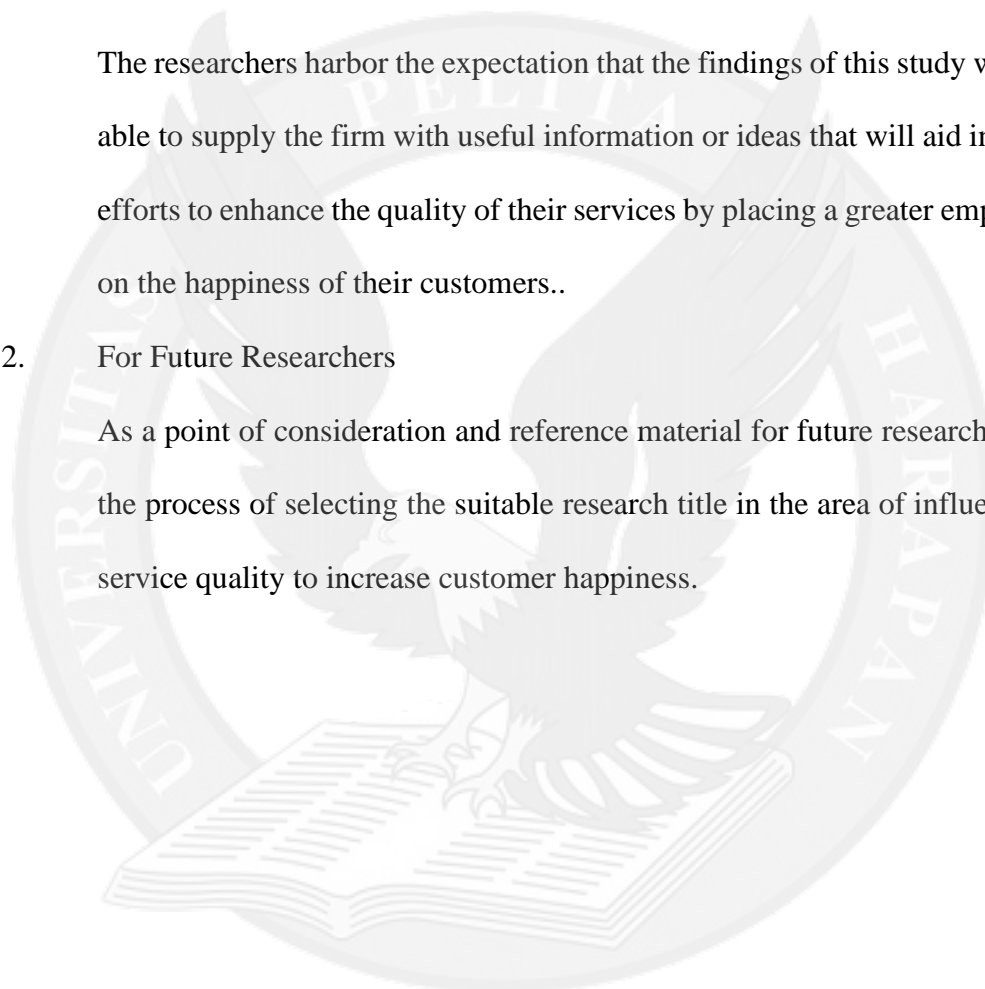 The researchers harbor the expectation that the findings of this study
able to supply the firm with useful information or ideas that will aid
efforts to enhance the quality of their services by placing a greater
on the happiness of their customers..
2. For Future Researchers
As a point of consideration and reference material for future
the process of selecting the suitable research title in the area of
service quality to increase customer happiness.
UNIVERSITAS PELITA HARAPAN